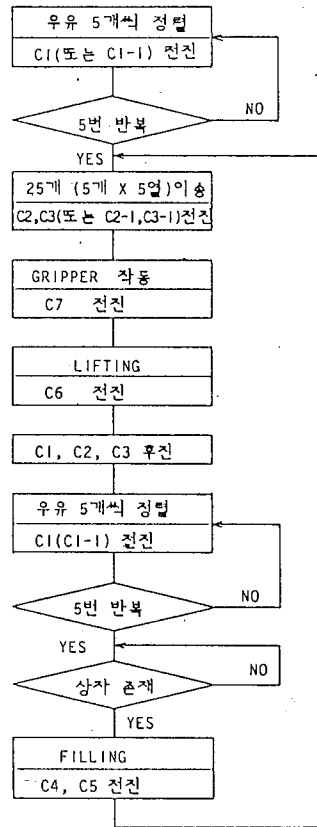 우유 5개씩 정렬
C1(또는 C1-1) 전진
NO
5번 반복
YES
25개 (5개 X 5열)이송
C2,C3(또는 C2-1,C3-1)전진
GRIPPER 작동
C7 전진
LIFTING
C6 전진
C1, C2, C3 후진
우유 5개씩 정렬
C1(C1-1) 전진
NO
5번 반복
YES
NO
상자 존재
YES
FILLING
C4, C5 전진